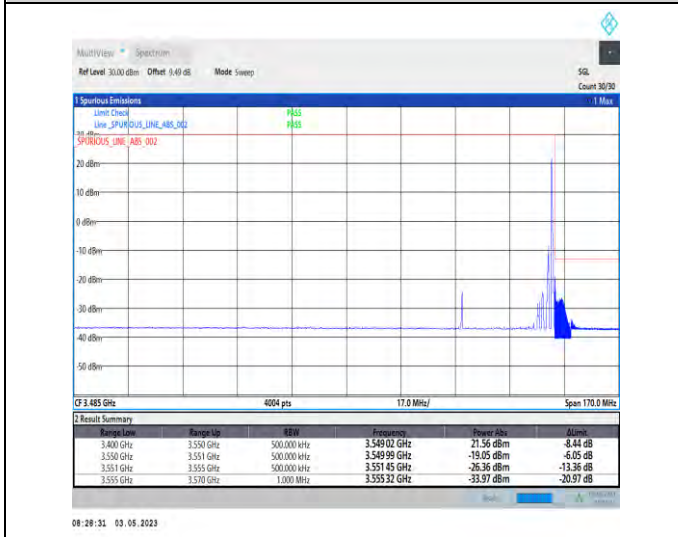 MultiView Spectrum
Ref Level 30.00 dBm Offset 9.49 dB Mode Sweep SGL
Count 30/30
1 Spurious Emissions 1 Max
Limit Check PASS
Line _SPURIOUS_LINE_ABS_002 PASS
_SPURIOUS_LINE_ABS_002
20 dBm
10 dBm
0 dBm
-10 dBm
-20 dBm
-30 dBm
-40 dBm
-50 dBm
CF 3.485 GHz 4004 pts 17.0 MHz/ Span 170.0 MHz
2 Result Summary
Range Low Range Up RBW Frequency Power Abs ΔLimit
3.400 GHz 3.550 GHz 500.000 kHz 3.549 02 GHz 21.56 dBm -8.44 dB
3.550 GHz 3.551 GHz 500.000 kHz 3.549 99 GHz -19.05 dBm -6.05 dB
3.551 GHz 3.555 GHz 500.000 kHz 3.551 45 GHz -26.36 dBm -13.36 dB
3.555 GHz 3.570 GHz 1.000 MHz 3.555 32 GHz -33.97 dBm -20.97 dB
08:28:31 03.05.2023